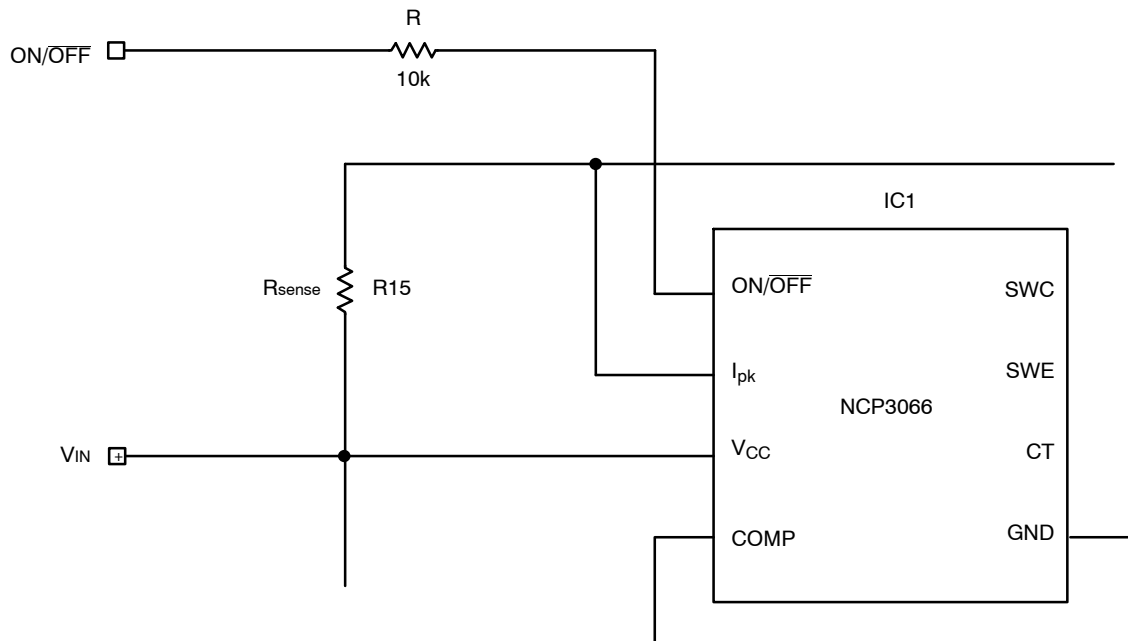 R
ON/OFF
10k
IC1
Rsense R15
ON/OFF SWC
Ipk SWE
NCP3066
VIN + VCC CT
COMP GND